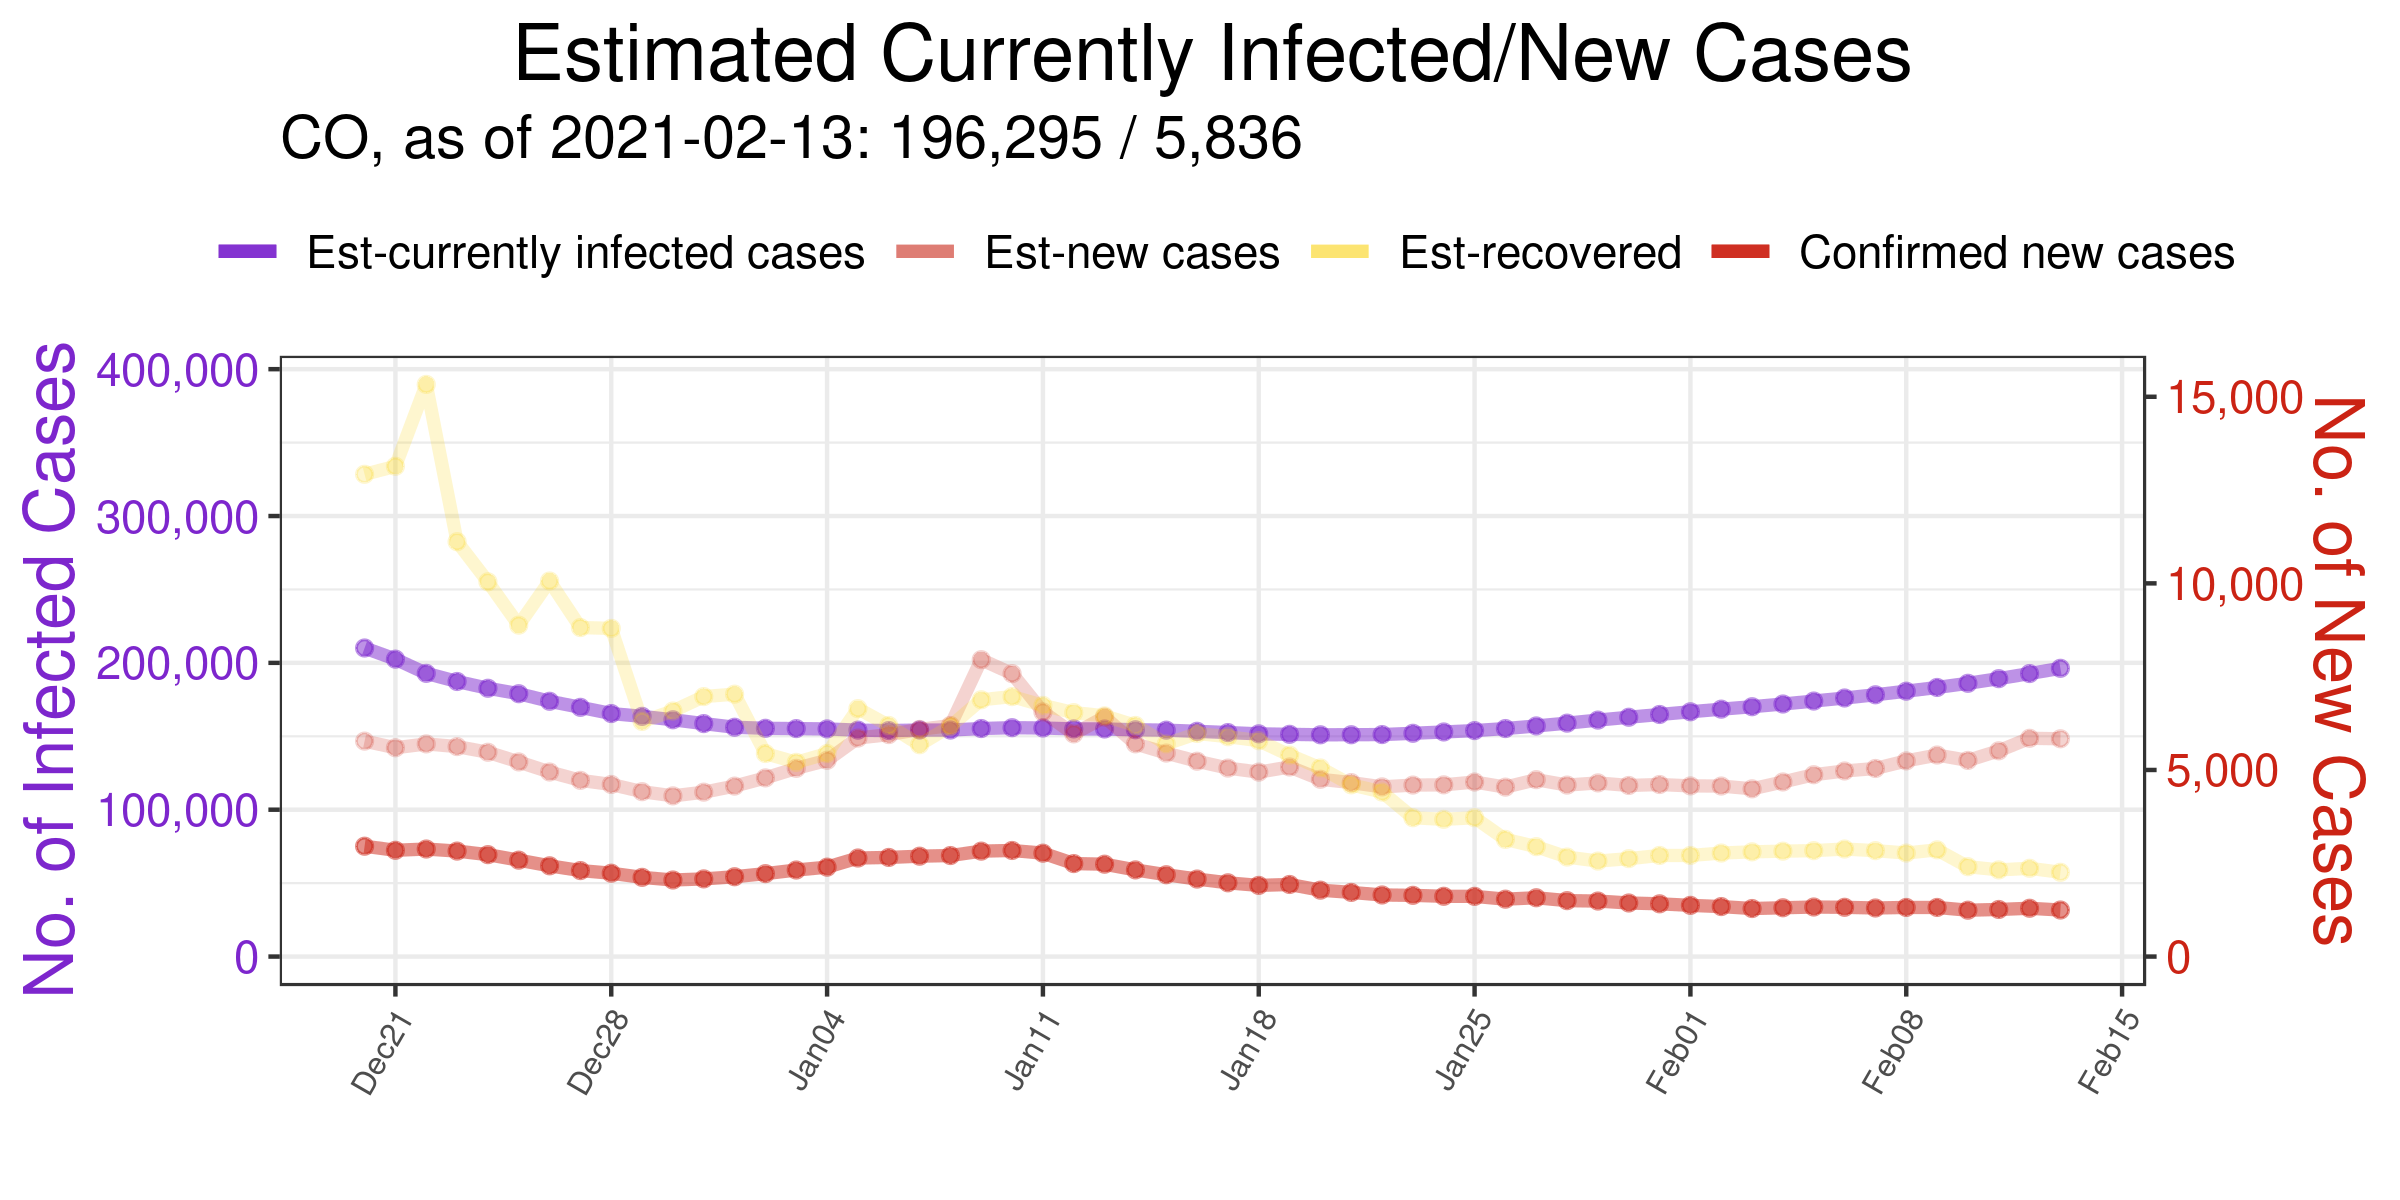 Estimated Currently Infected/New Cases
CO, as of 2021-02-13: 196,295 / 5,836
Est-currently infected cases Est-new cases Est-recovered Confirmed new cases
No. of Infected Cases
400,000
300,000
200,000
100,000
0
15,000
10,000
5,000
0
No. of New Cases
Dec21 Dec28 Jan04 Jan11 Jan18 Jan25 Feb01 Feb08 Feb15